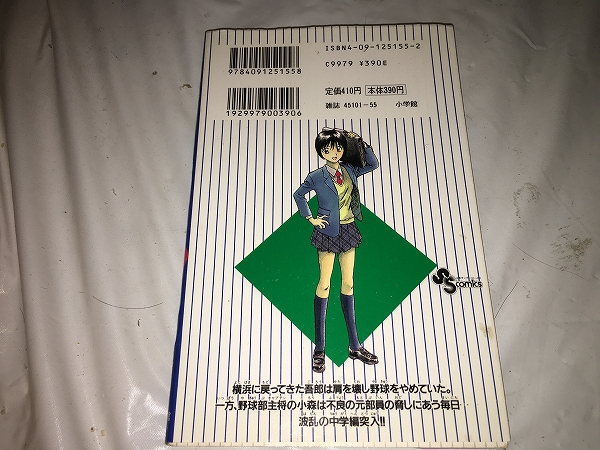 ISBN4-09-125155-2
9784091251558
C9979 ¥390E
定価410円 本体390円
雑誌 45101-55 小学館
1929979003906
SS comics
横浜に戻ってきた吾郎は肩を壊し野球をやめていた。
一方、野球部主将の小森は不良の元部員の脅しにあう毎日
波乱の中学編突入!!